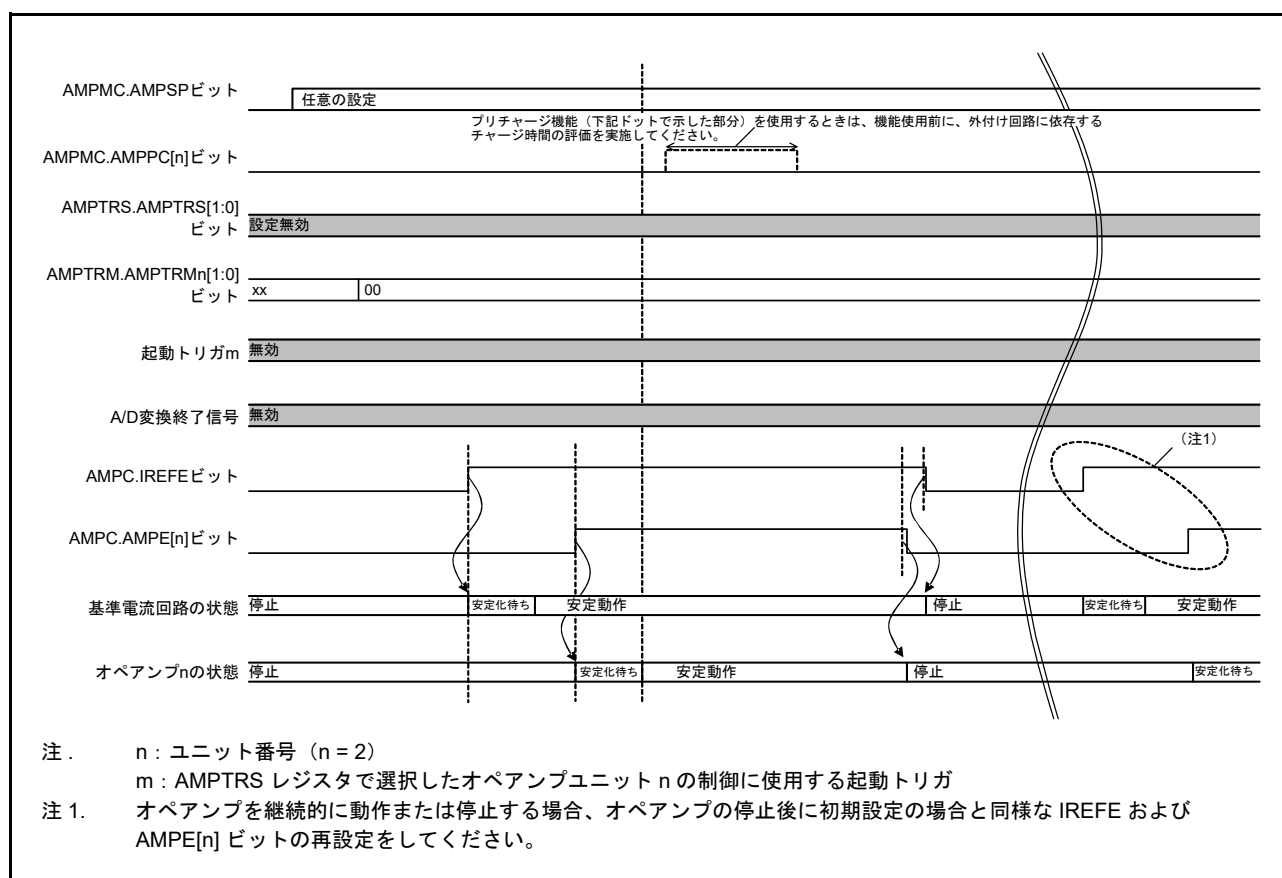 AMPMC.AMPSPビット
任意の設定
プリチャージ機能（下記ドットで示した部分）を使用するときは、機能使用前に、外付け回路に依存する
チャージ時間の評価を実施してください。
AMPMC.AMPPC[n]ビット
AMPTRS.AMPTRS[1:0]
ビット
設定無効
AMPTRM.AMPTRMn[1:0]
ビット
xx
00
起動トリガm
無効
A/D変換終了信号
無効
（注1）
AMPC.IREFEビット
AMPC.AMPE[n]ビット
基準電流回路の状態
停止
安定化待ち
安定動作
停止
安定化待ち
安定動作
オペアンプnの状態
停止
安定化待ち
安定動作
停止
安定化待ち
注 . n：ユニット番号（n = 2）
m：AMPTRS レジスタで選択したオペアンプユニット n の制御に使用する起動トリガ
注 1. オペアンプを継続的に動作または停止する場合、オペアンプの停止後に初期設定の場合と同様な IREFE および
AMPE[n] ビットの再設定をしてください。